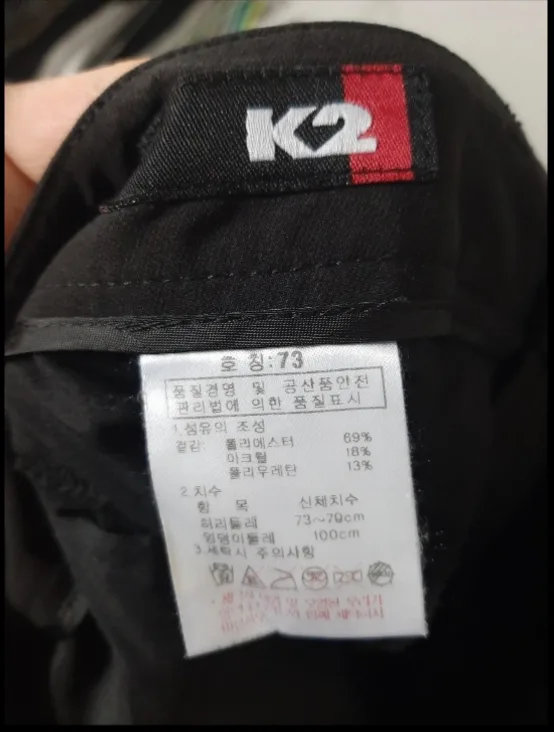 K2
호 칭:73
품질경영 및 공산품안전
관리법에 의한 품질표시
1.섬유의 조성
겉감: 폴리에스터 69%
마크윌 18%
폴리우레탄 13%
2.치수
항 목 신체치수
허리둘레 73~79cm
엉덩이둘레 100cm
3.세탁시 주의사항